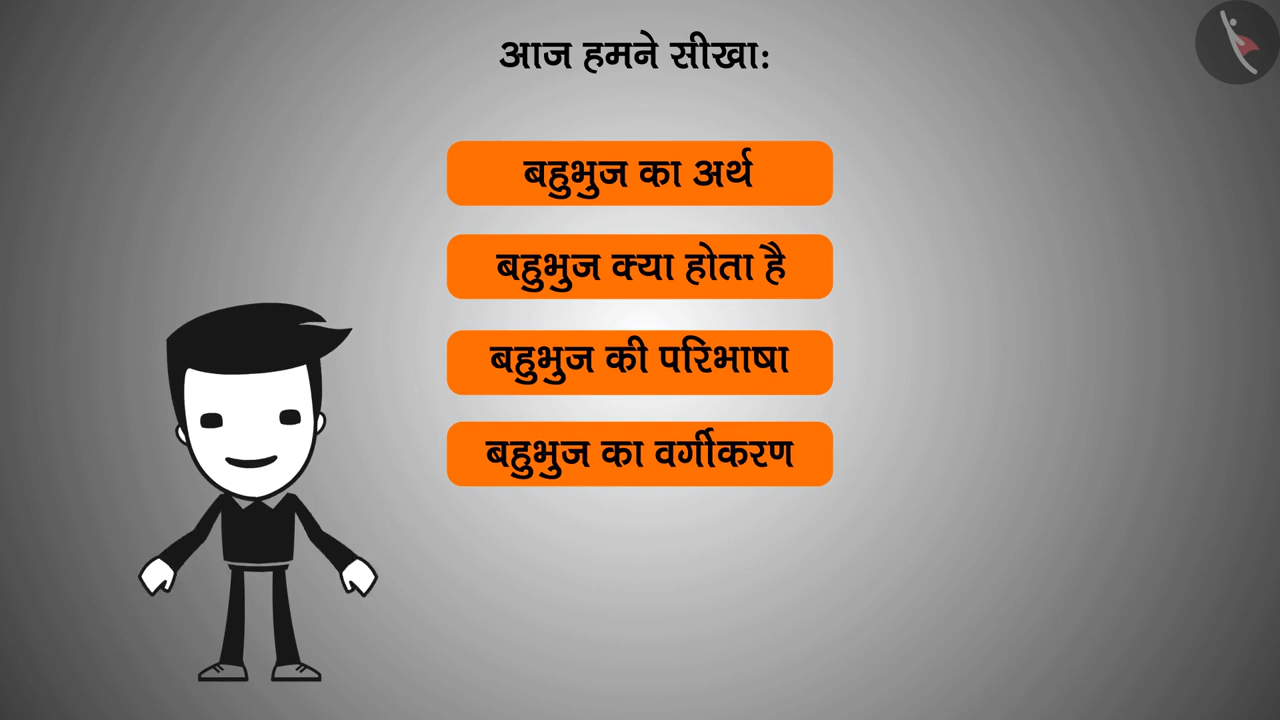 आज हमने सीखा:
बहुभुज का अर्थ
बहुभुज क्या होता है
बहुभुज की परिभाषा
बहुभुज का वर्गीकरण